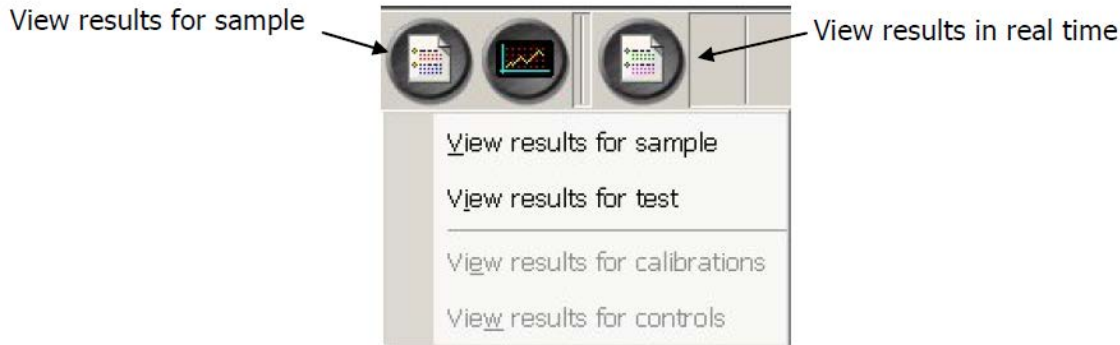 View results for sample
View results in real time
View results for sample
View results for test
View results for calibrations
View results for controls